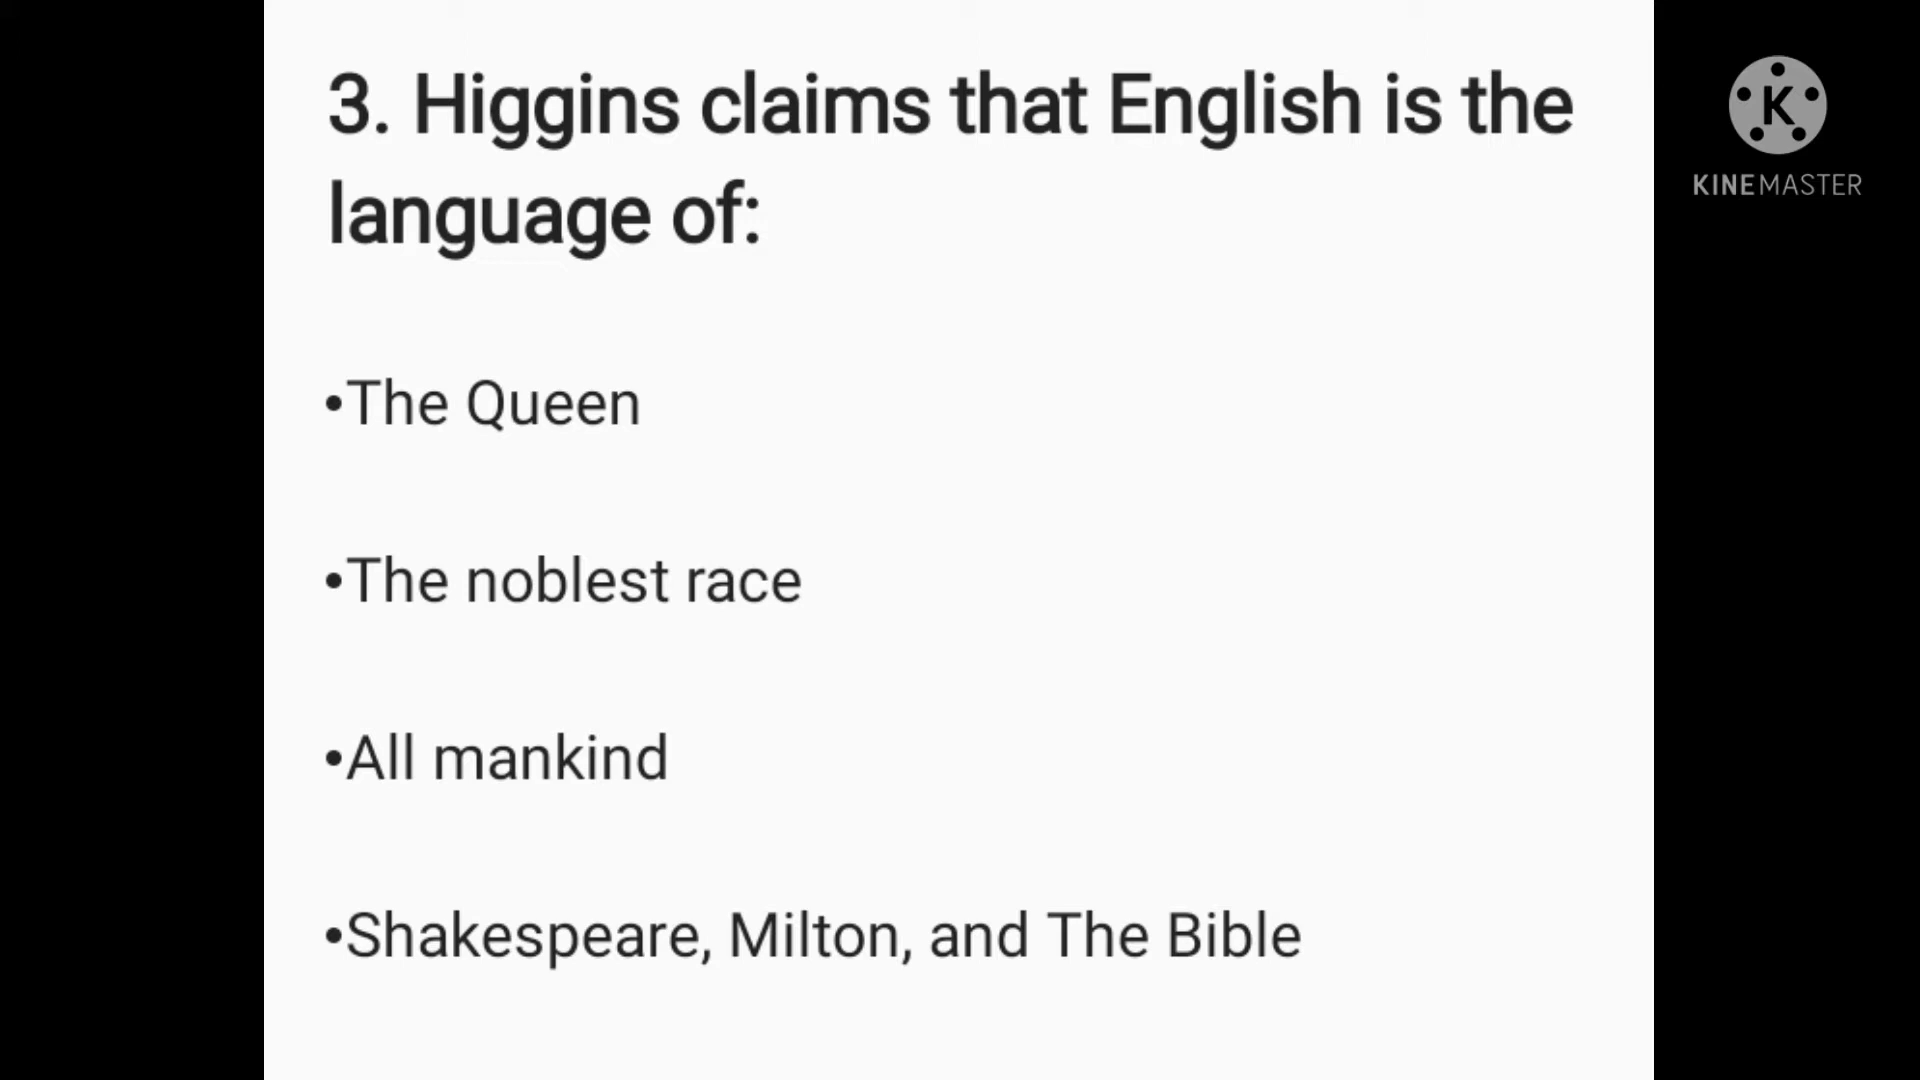 3. Higgins claims that English is the
language of:
•The Queen
•The noblest race
•All mankind
•Shakespeare, Milton, and The Bible
K
KINEMASTER